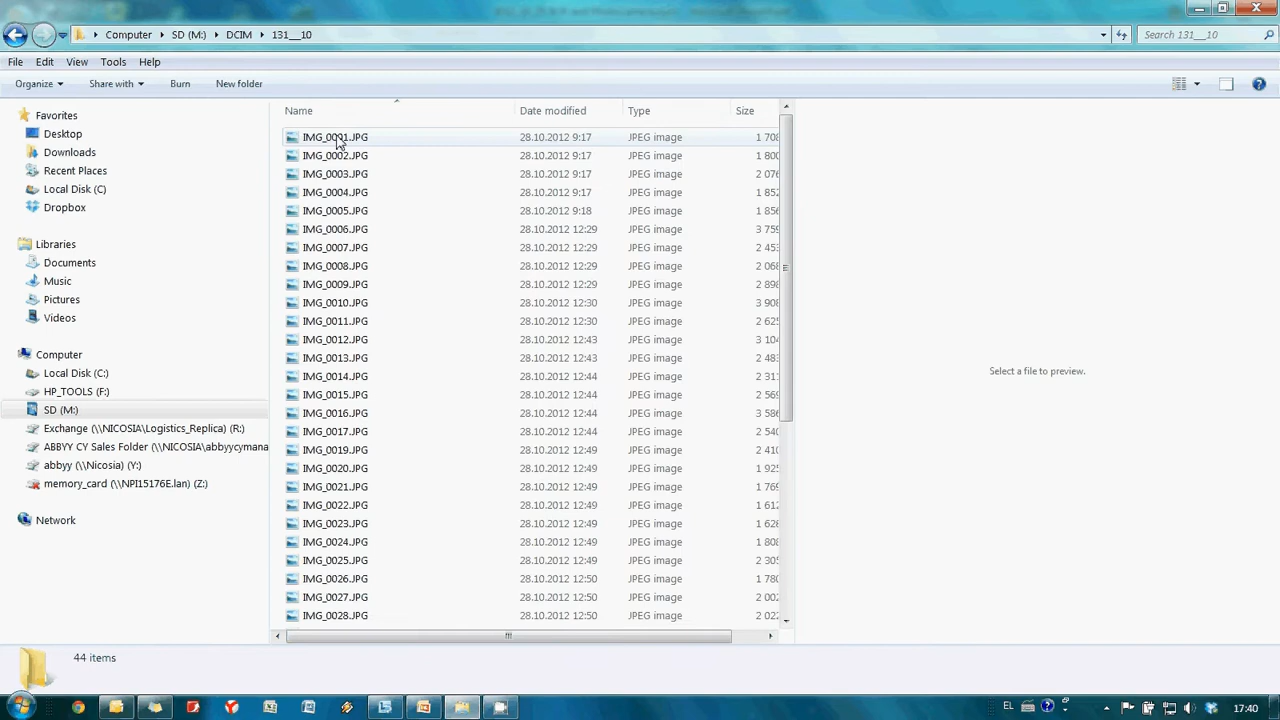 Computer SD (M:) DCIM 131__10 Search 131__10
File Edit View Tools Help
Organize Share with Burn New folder
Name Date modified Type Size
Favorites
Desktop
Downloads
Recent Places
Local Disk (C)
Dropbox
Libraries
Documents
Music
Pictures
Videos
Computer
Local Disk (C:)
HP_TOOLS (F:)
SD (M:)
Exchange (\\NICOSIA\Logistics_Replica) (R:)
ABBYY CY Sales Folder (\\NICOSIA\abbyycymana
abbyy (\\Nicosia) (Y:)
memory_card (\\NPI15176E.lan) (Z:)
Network
IMG_0001.JPG 28.10.2012 9:17 JPEG image 1 708
IMG_0002.JPG 28.10.2012 9:17 JPEG image 1 800
IMG_0003.JPG 28.10.2012 9:17 JPEG image 2 076
IMG_0004.JPG 28.10.2012 9:17 JPEG image 1 852
IMG_0005.JPG 28.10.2012 9:18 JPEG image 1 856
IMG_0006.JPG 28.10.2012 12:29 JPEG image 3 759
IMG_0007.JPG 28.10.2012 12:29 JPEG image 2 453
IMG_0008.JPG 28.10.2012 12:29 JPEG image 2 068
IMG_0009.JPG 28.10.2012 12:29 JPEG image 2 898
IMG_0010.JPG 28.10.2012 12:30 JPEG image 3 908
IMG_0011.JPG 28.10.2012 12:30 JPEG image 2 625
IMG_0012.JPG 28.10.2012 12:43 JPEG image 3 104
IMG_0013.JPG 28.10.2012 12:43 JPEG image 2 483
IMG_0014.JPG 28.10.2012 12:44 JPEG image 2 311
IMG_0015.JPG 28.10.2012 12:44 JPEG image 2 569
IMG_0016.JPG 28.10.2012 12:44 JPEG image 3 586
IMG_0017.JPG 28.10.2012 12:44 JPEG image 2 540
IMG_0019.JPG 28.10.2012 12:49 JPEG image 2 410
IMG_0020.JPG 28.10.2012 12:49 JPEG image 1 925
IMG_0021.JPG 28.10.2012 12:49 JPEG image 1 769
IMG_0022.JPG 28.10.2012 12:49 JPEG image 1 612
IMG_0023.JPG 28.10.2012 12:49 JPEG image 1 628
IMG_0024.JPG 28.10.2012 12:49 JPEG image 1 808
IMG_0025.JPG 28.10.2012 12:49 JPEG image 2 305
IMG_0026.JPG 28.10.2012 12:50 JPEG image 1 780
IMG_0027.JPG 28.10.2012 12:50 JPEG image 2 002
IMG_0028.JPG 28.10.2012 12:50 JPEG image 2 022
Select a file to preview.
44 items
EL 17:40